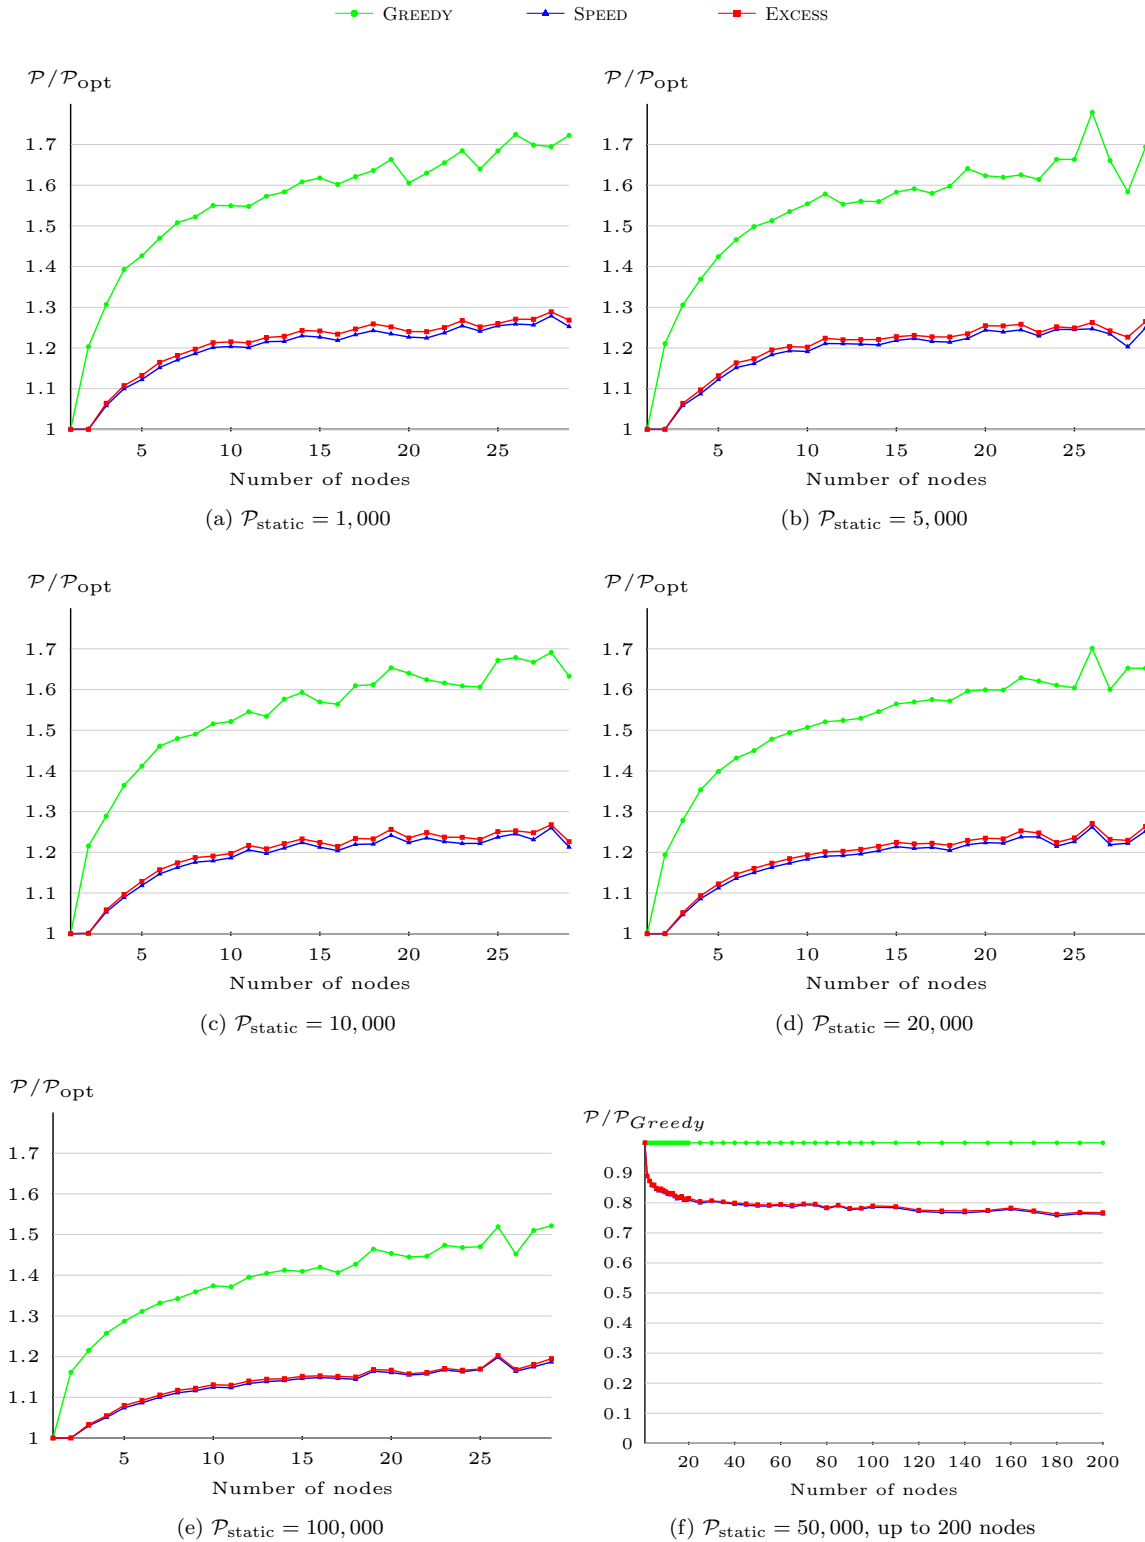 GREEDY SPEED EXCESS
P/P_opt
1.7
1.6
1.5
1.4
1.3
1.2
1.1
1
5 10 15 20 25
Number of nodes
(a) P_static = 1,000
P/P_opt
1.7
1.6
1.5
1.4
1.3
1.2
1.1
1
5 10 15 20 25
Number of nodes
(b) P_static = 5,000
P/P_opt
1.7
1.6
1.5
1.4
1.3
1.2
1.1
1
5 10 15 20 25
Number of nodes
(c) P_static = 10,000
P/P_opt
1.7
1.6
1.5
1.4
1.3
1.2
1.1
1
5 10 15 20 25
Number of nodes
(d) P_static = 20,000
P/P_opt
1.7
1.6
1.5
1.4
1.3
1.2
1.1
1
5 10 15 20 25
Number of nodes
(e) P_static = 100,000
P/P_Greedy
0.9
0.8
0.7
0.6
0.5
0.4
0.3
0.2
0.1
0
20 40 60 80 100 120 140 160 180 200
Number of nodes
(f) P_static = 50,000, up to 200 nodes